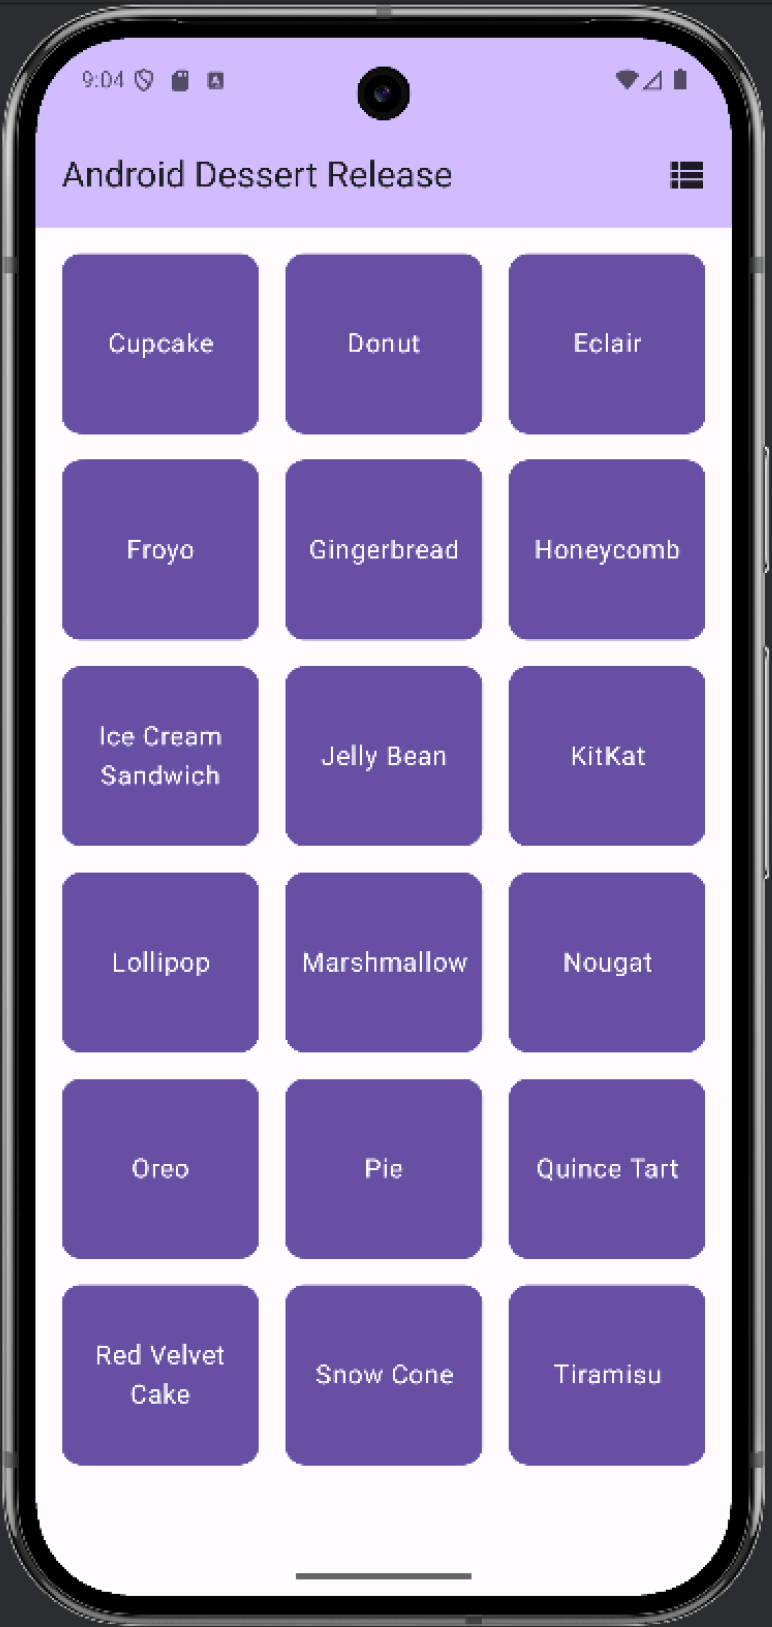 9:04
Android Dessert Release
Cupcake
Donut
Eclair
Froyo
Gingerbread
Honeycomb
Ice Cream
Sandwich
Jelly Bean
KitKat
Lollipop
Marshmallow
Nougat
Oreo
Pie
Quince Tart
Red Velvet
Cake
Snow Cone
Tiramisu